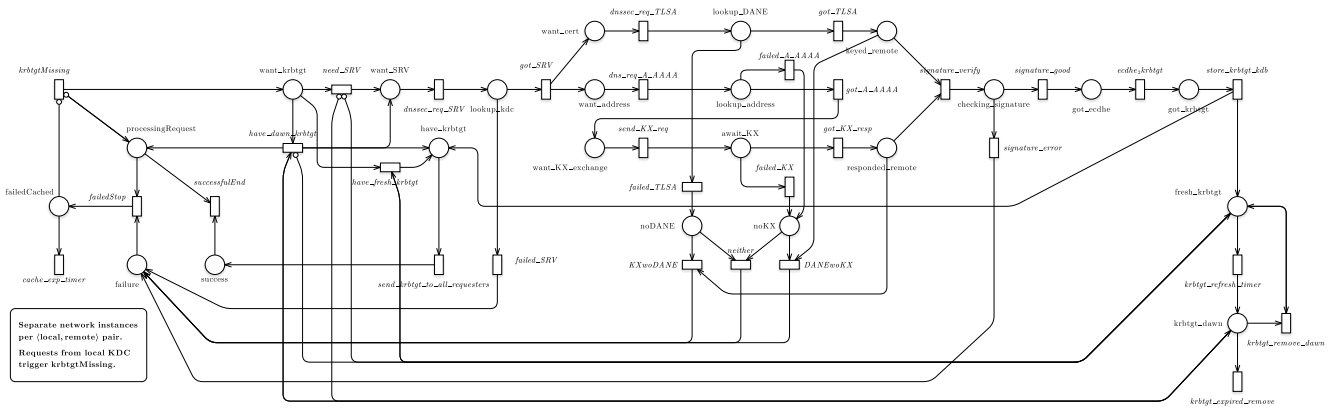 dnssec_req_TLSA
lookup_DANE
got_TLSA
want_cert
keyed_remote
krbtgtMissing
want_krbtgt
need_SRV
want_SRV
got_SRV
dns_req_A_AAAA
failed_A_AAAA
signature_verify
signature_good
ecdhe2krbtgt
store_krbtgt_kdb
dnssec_req_SRV
lookup_kdc
want_address
lookup_address
got_A_AAAA
checking_signature
got_ecdhe
got_krbtgt
processingRequest
have_dawn_krbtgt
have_krbtgt
send_KX_req
await_KX
got_KX_resp
signature_error
want_KX_exchange
failed_KX
responded_remote
have_fresh_krbtgt
successfulEnd
failedCached
failedStop
failed_TLSA
fresh_krbtgt
noDANE
noKX
neither
KXwoDANE
DANEwoKX
failed_SRV
cache_exp_timer
failure
success
send_krbtgt_to_all_requesters
krbtgt_refresh_timer
krbtgt_dawn
krbtgt_remove_dawn
krbtgt_expired_remove
Separate network instances
per ⟨local, remote⟩ pair.
Requests from local KDC
trigger krbtgtMissing.